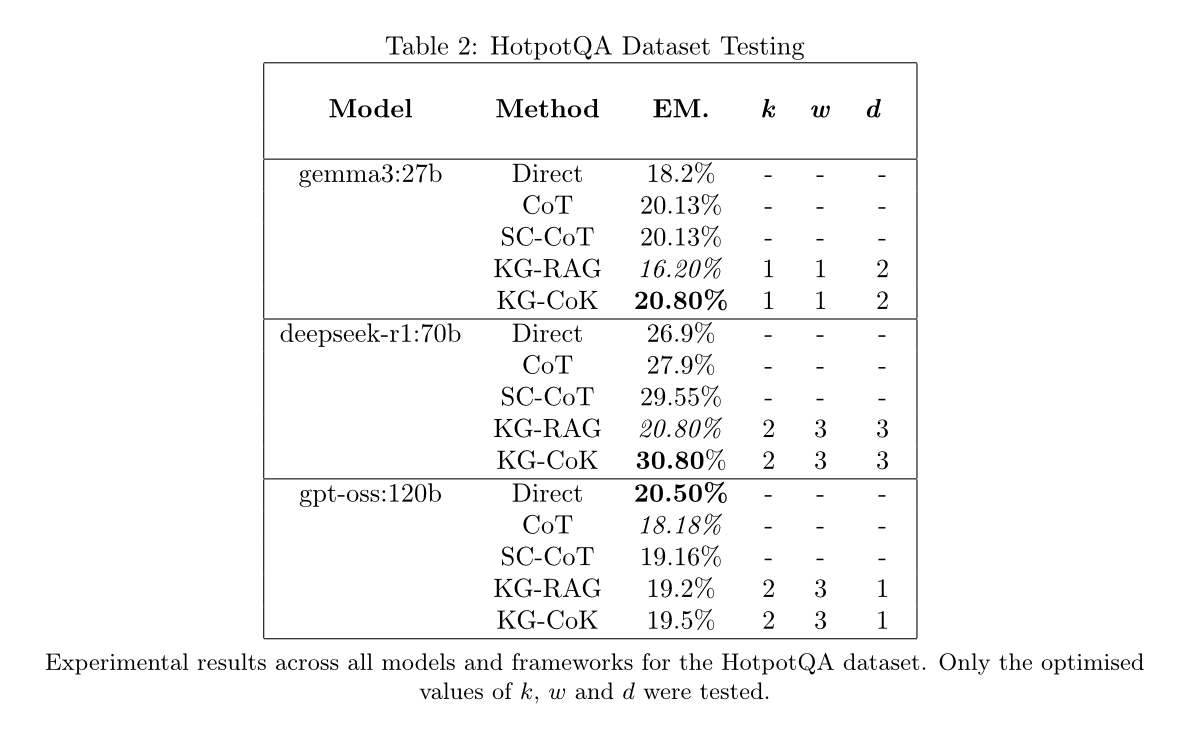 Table 2: HotpotQA Dataset Testing
Model Method EM. k w d
gemma3:27b Direct 18.2% - - -
CoT 20.13% - - -
SC-CoT 20.13% - - -
KG-RAG 16.20% 1 1 2
KG-CoK 20.80% 1 1 2
deepseek-r1:70b Direct 26.9% - - -
CoT 27.9% - - -
SC-CoT 29.55% - - -
KG-RAG 20.80% 2 3 3
KG-CoK 30.80% 2 3 3
gpt-oss:120b Direct 20.50% - - -
CoT 18.18% - - -
SC-CoT 19.16% - - -
KG-RAG 19.2% 2 3 1
KG-CoK 19.5% 2 3 1
Experimental results across all models and frameworks for the HotpotQA dataset. Only the optimised
values of k, w and d were tested.